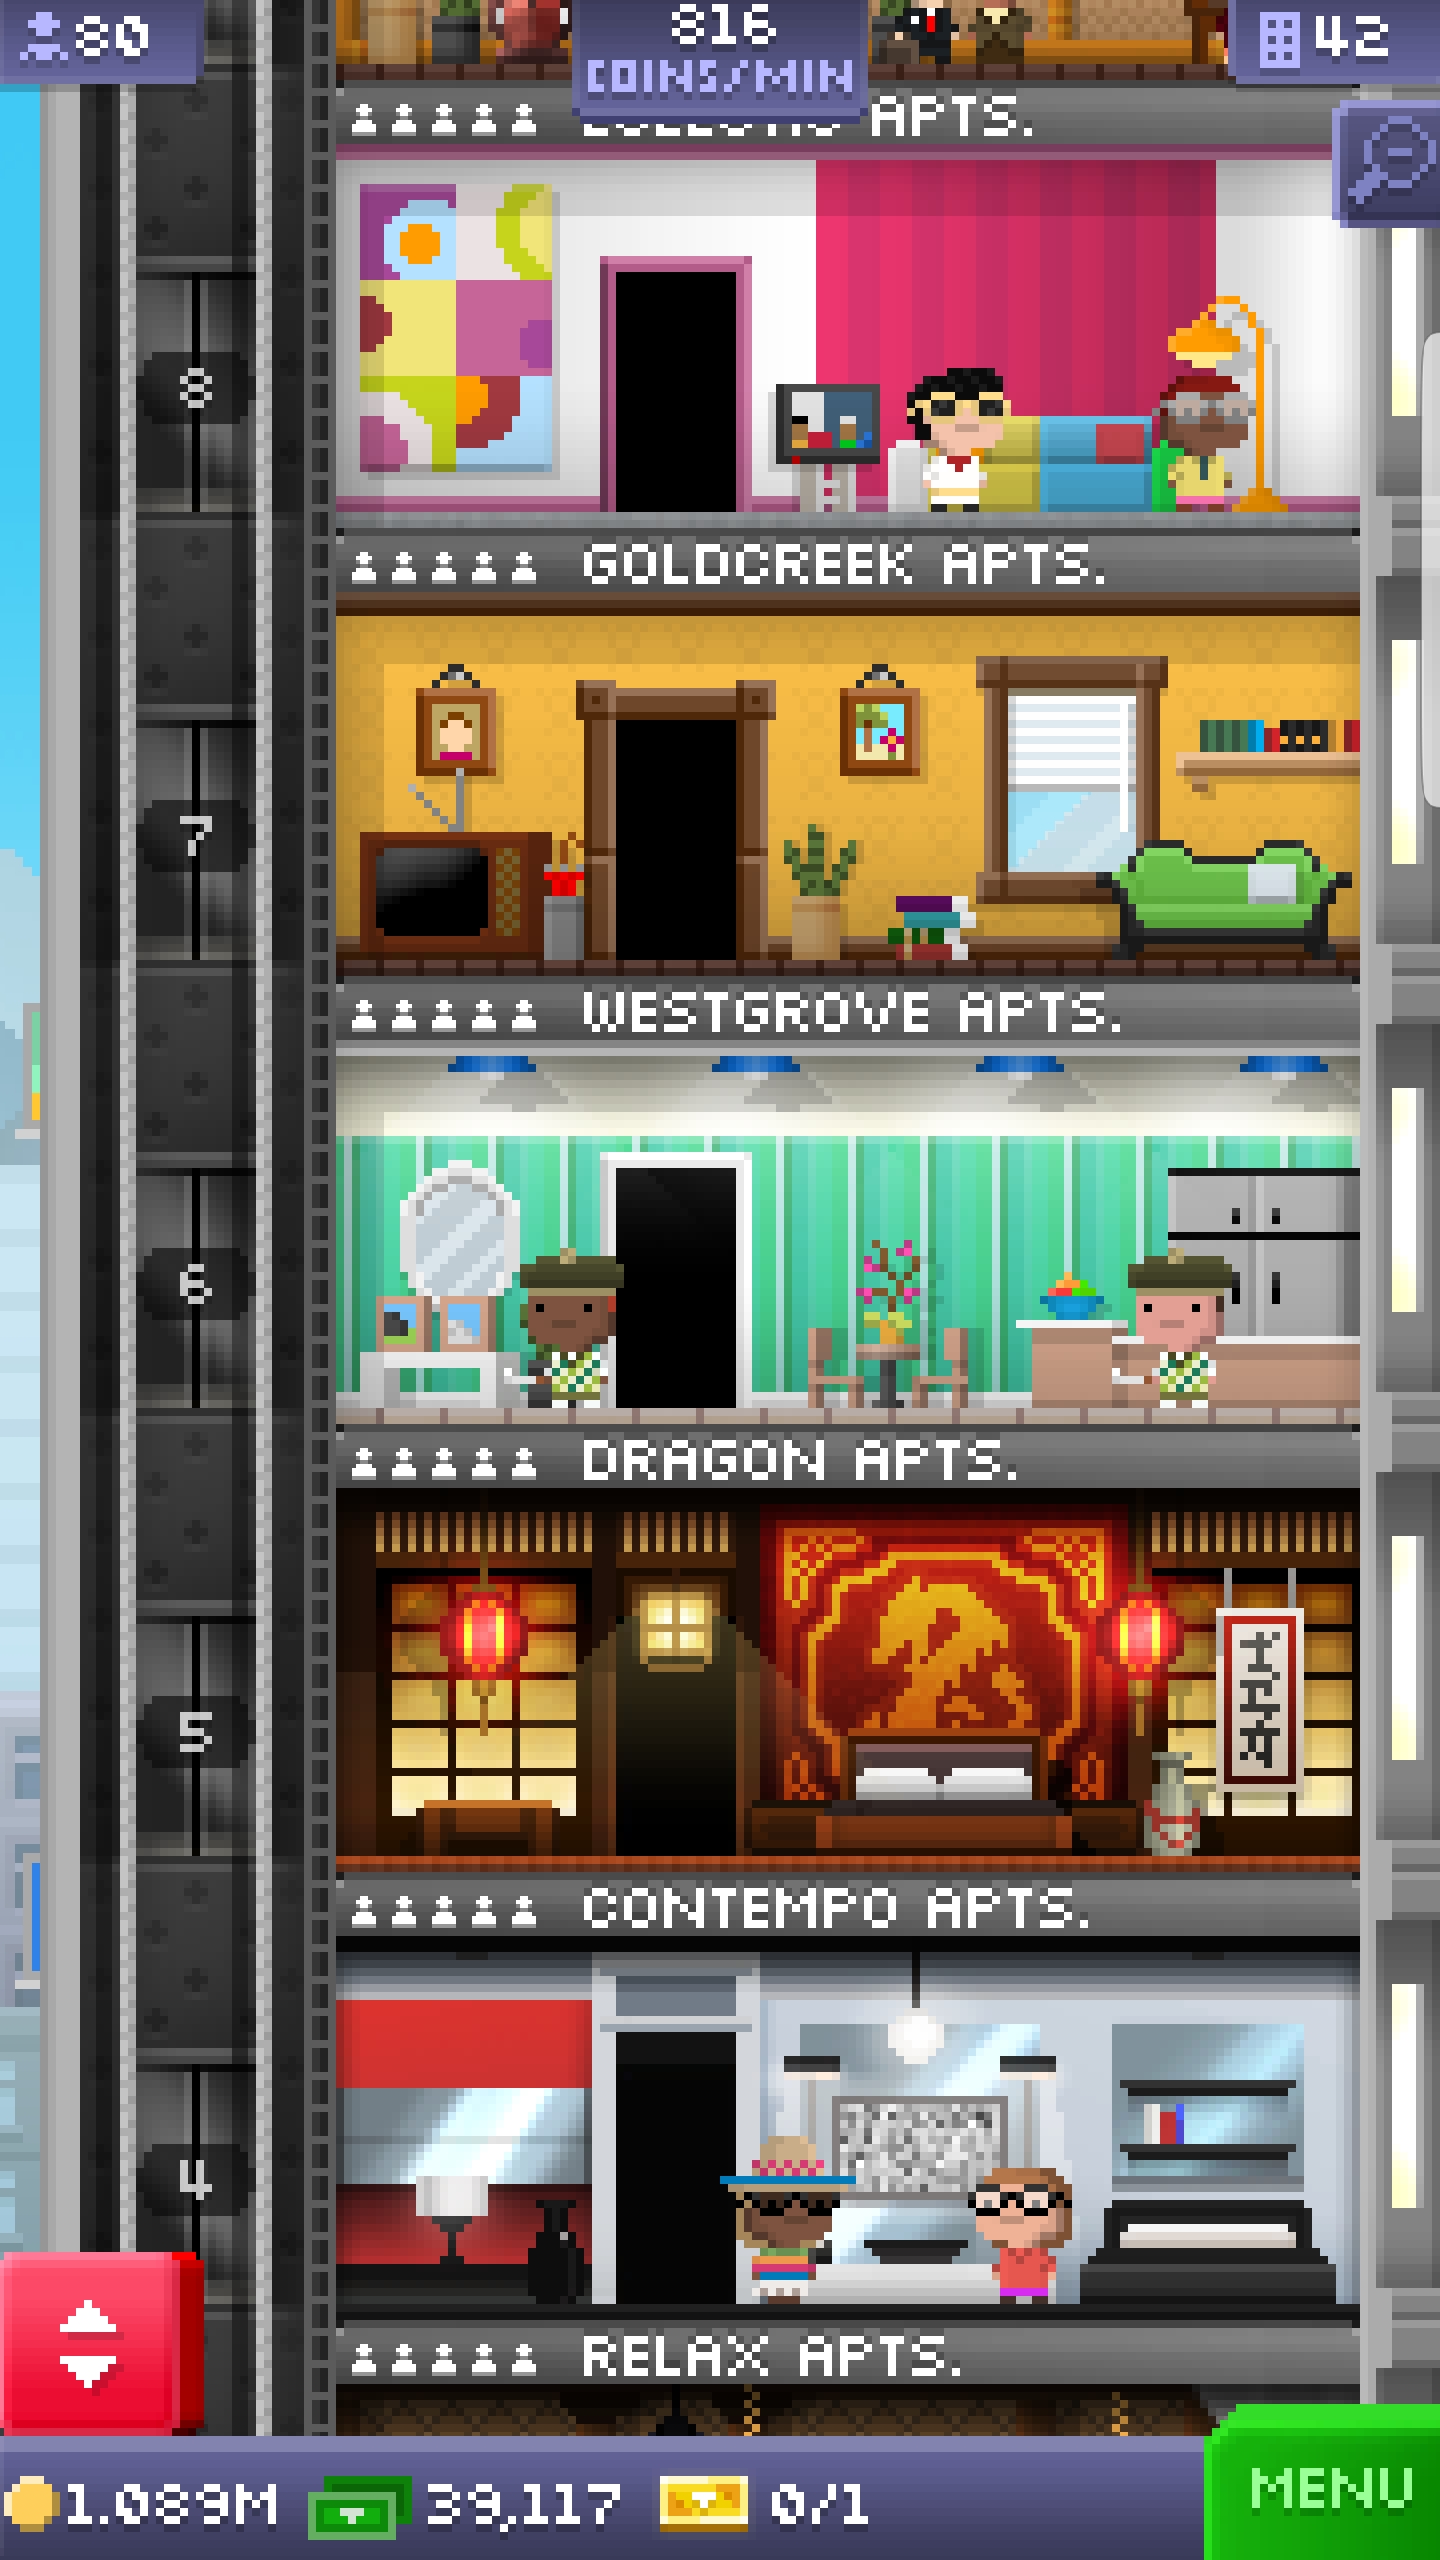 80
816
COINS/MIN
42
APTS.
8
GOLDCREEK APTS.
7
WESTGROVE APTS.
6
DRAGON APTS.
5
CONTEMPO APTS.
4
RELAX APTS.
1.089M
39,117
0/1
MENU